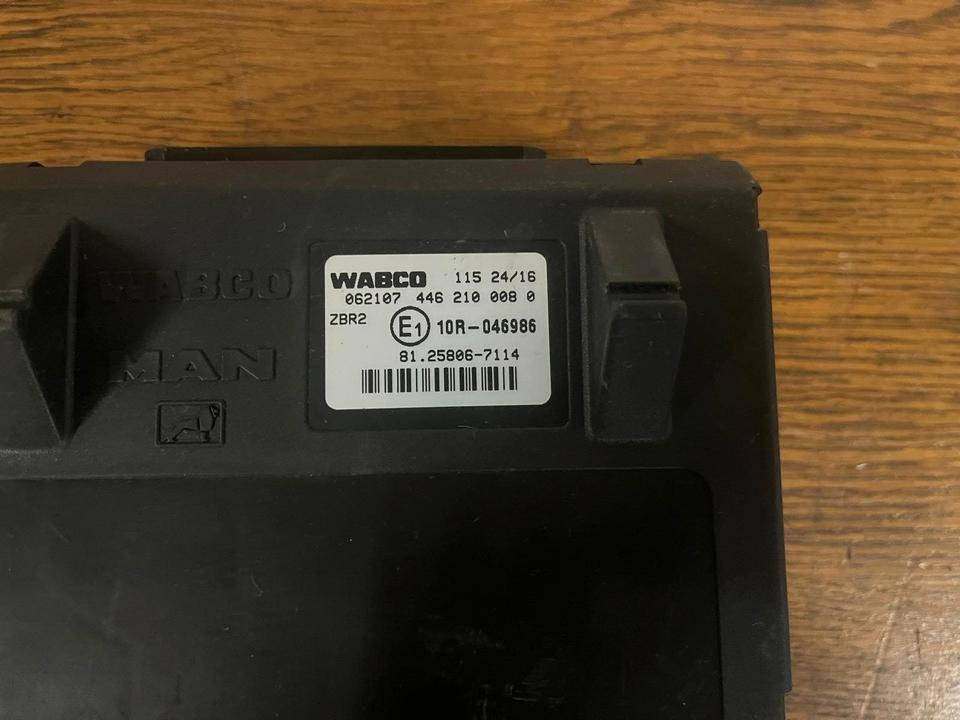 WABCO 115 24/16
062107 446 210 008 0
ZBR2 E1 10R-046986
81.25806-7114
WABCO
MAN